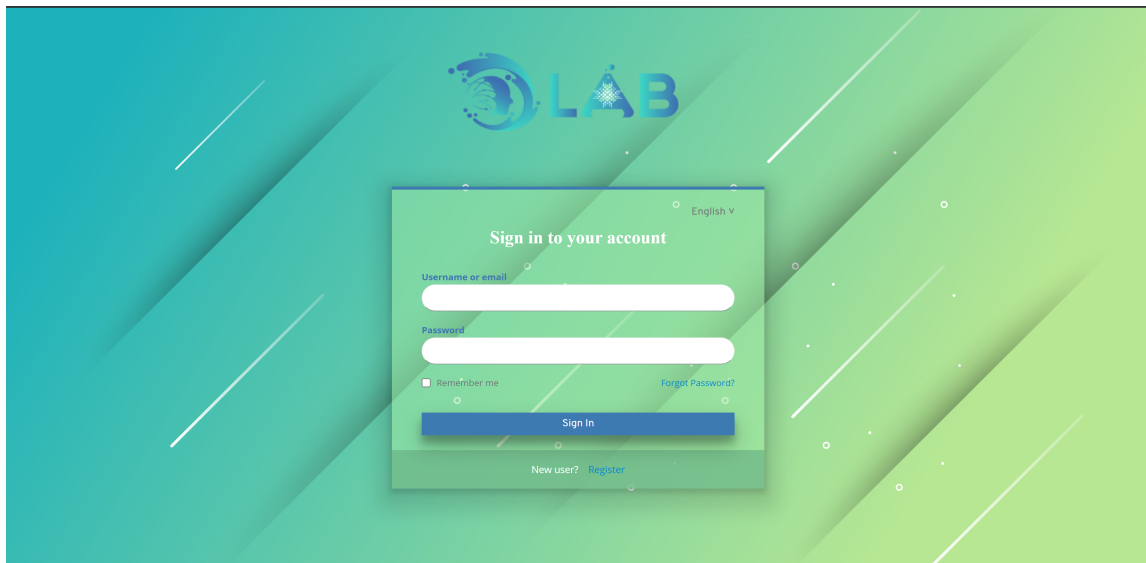 LAB
English ˅
Sign in to your account
Username or email
Password
Remember me
Forgot Password?
Sign In
New user? Register